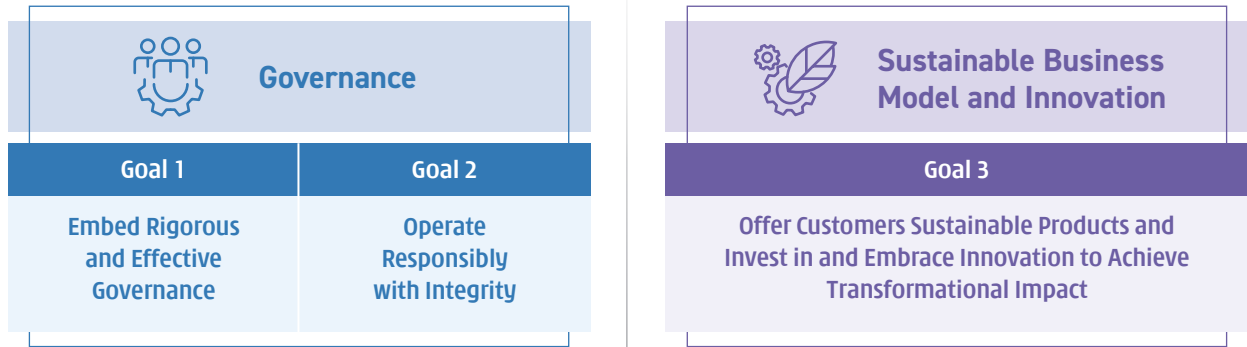 Governance
Goal 1
Goal 2
Embed Rigorous
and Effective
Governance
Operate
Responsibly
with Integrity
Sustainable Business
Model and Innovation
Goal 3
Offer Customers Sustainable Products and
Invest in and Embrace Innovation to Achieve
Transformational Impact